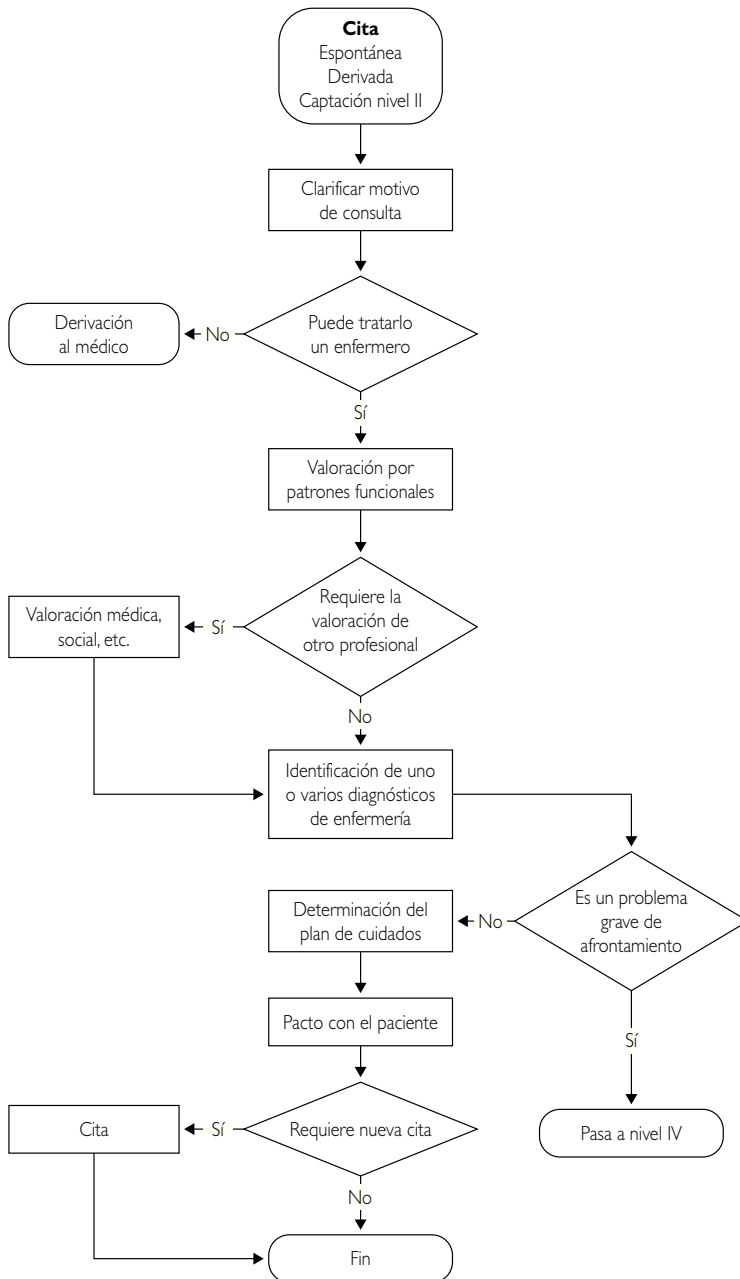 Cita
Espontánea
Derivada
Captación nivel II
Clarificar motivo
de consulta
Puede tratarlo
un enfermero
No
Derivación
al médico
Sí
Valoración por
patrones funcionales
Requiere la
valoración de
otro profesional
Sí
Valoración médica,
social, etc.
No
Identificación de uno
o varios diagnósticos
de enfermería
Es un problema
grave de
afrontamiento
No
Determinación del
plan de cuidados
Pacto con el paciente
Sí
Pasa a nivel IV
Requiere nueva cita
Sí
Cita
No
Fin